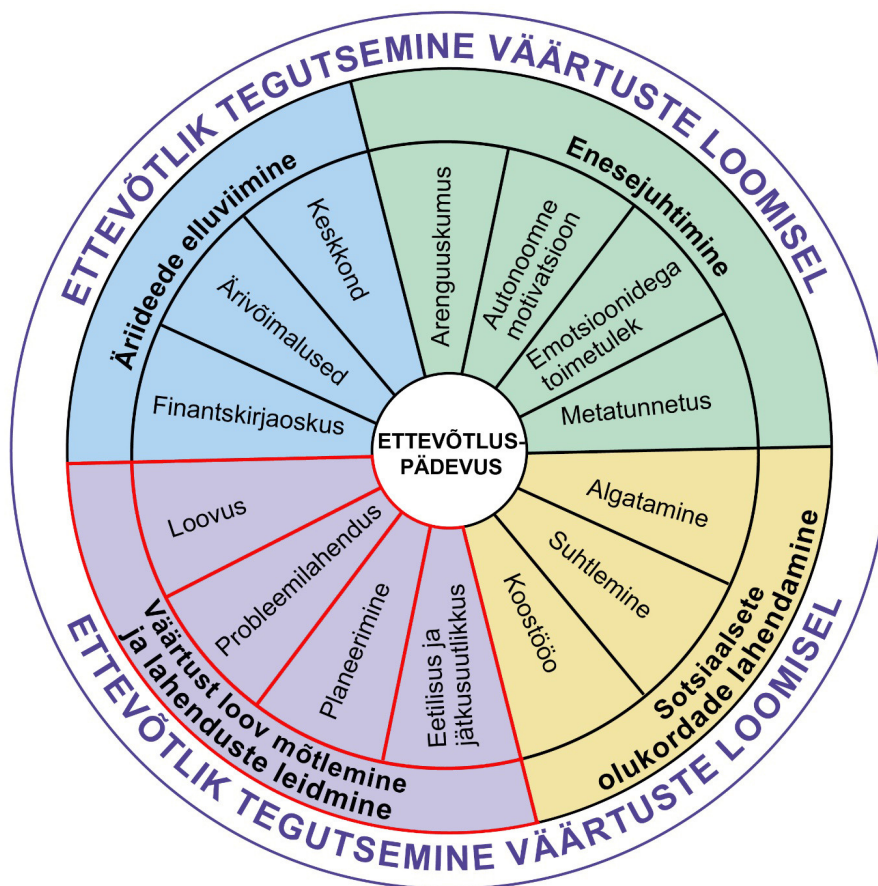 ETTEVÕTLIK TEGUTSEMINE VÄÄRTUSTE LOOMISEL
Enesejuhtimine
Arenguuskumus
Autonoomne
motivatsioon
Emotsioonidega
toimetulek
Metatunnetus
Sotsiaalsete
olukordade lahendamine
Algatamine
Suhtlemine
Koostööo
Väärtust loov mõtlemine
ja lahenduste leidmine
Eetilisus ja
jätkusuutlikkus
Planeerimine
Probleemilahendus
Loovus
Äriideede elluviimine
Finantskirjaoskus
Ärivõimalused
Keskkond
ETTEVÕTLUS-
PÄDEVUS
ETTEVÕTLIK TEGUTSEMINE VÄÄRTUSTE LOOMISEL